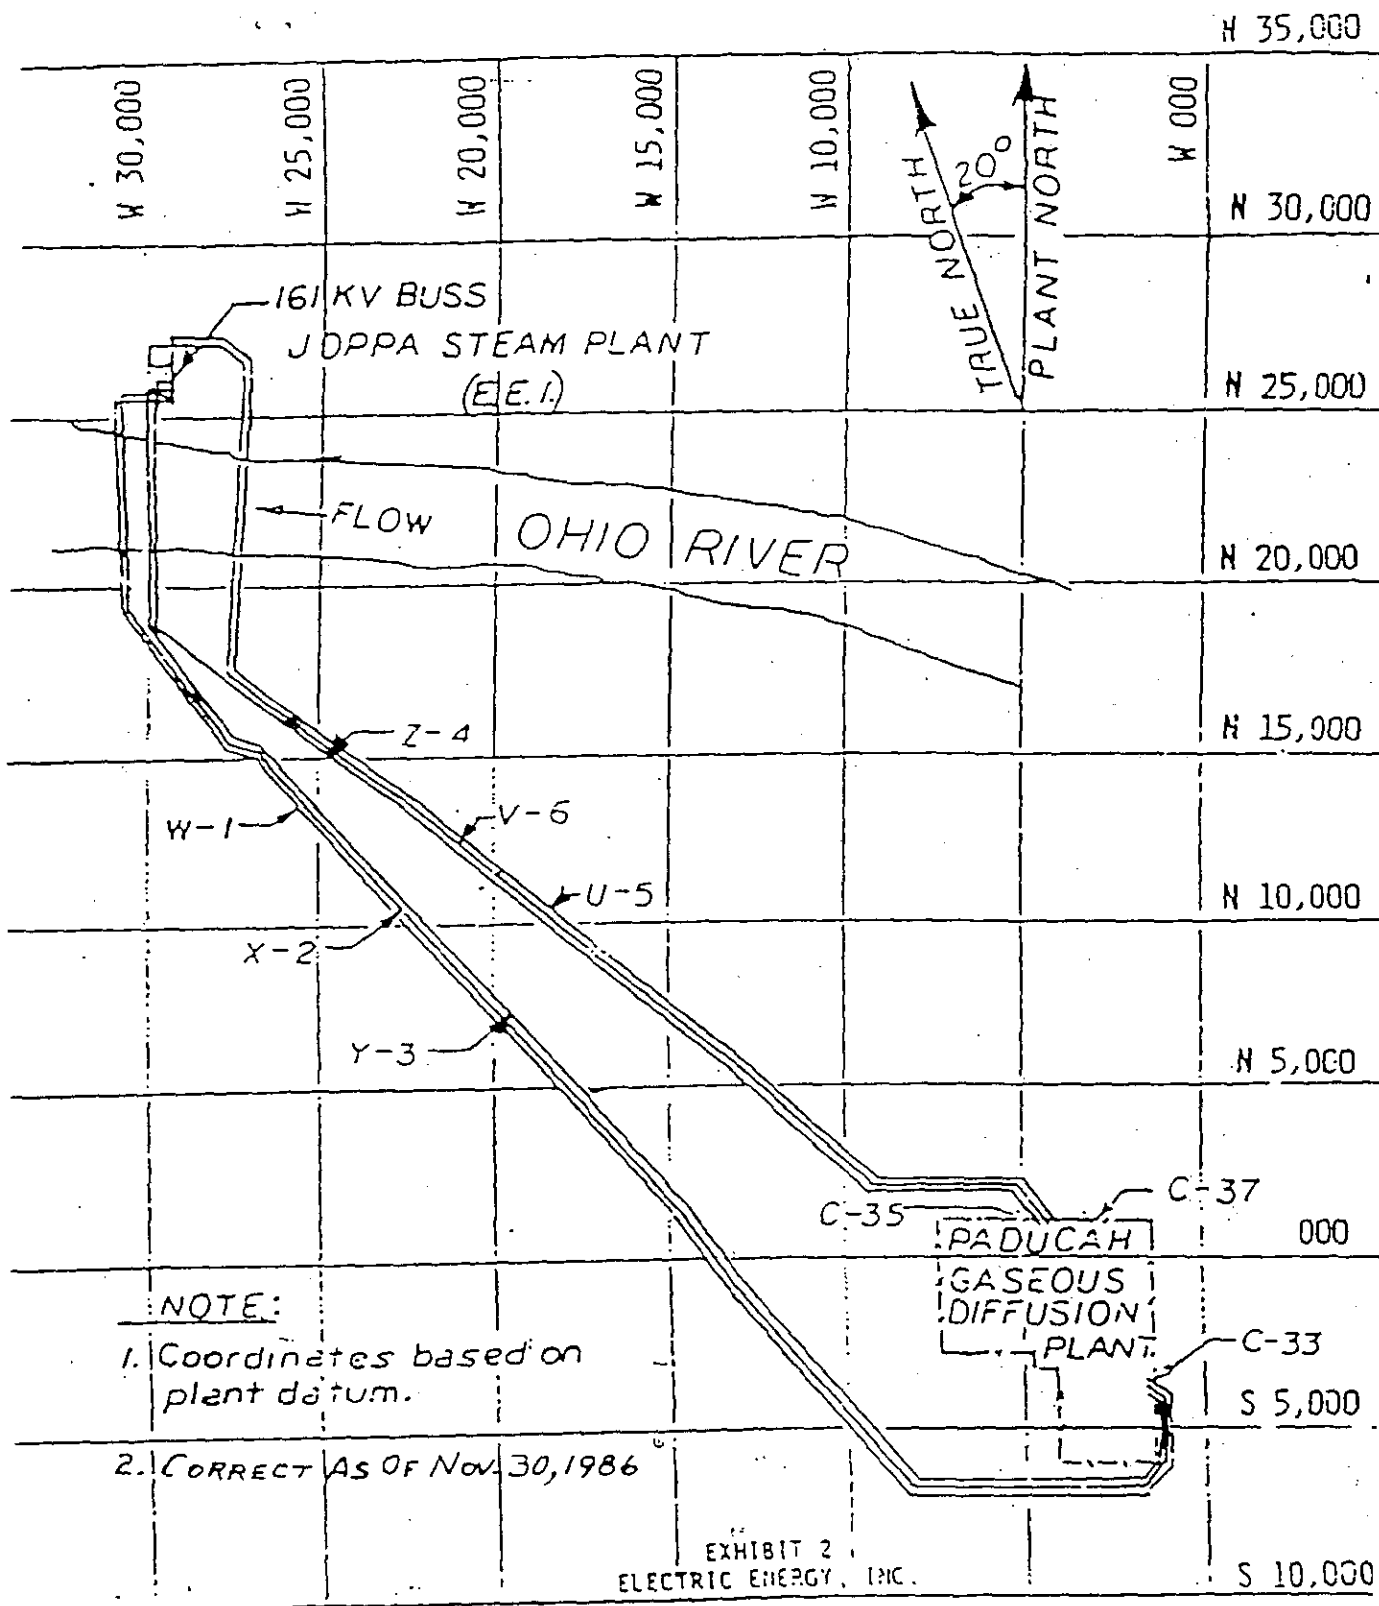 N 35,000
W 30,000
W 25,000
W 20,000
W 15,000
W 10,000
W 000
TRUE NORTH
20°
PLANT NORTH
N 30,000
161 KV BUSS
JOPPA STEAM PLANT
(E.E.I.)
N 25,000
FLOW
OHIO RIVER
N 20,000
Z-4
N 15,000
W-1
V-6
U-5
N 10,000
X-2
Y-3
N 5,000
C-37
C-35
PADUCAH
GASEOUS
DIFFUSION
PLANT
000
NOTE:
1. Coordinates based on
plant datum.
C-33
S 5,000
2. CORRECT AS OF NOV. 30, 1986
EXHIBIT 2
ELECTRIC ENERGY, INC.
S 10,000